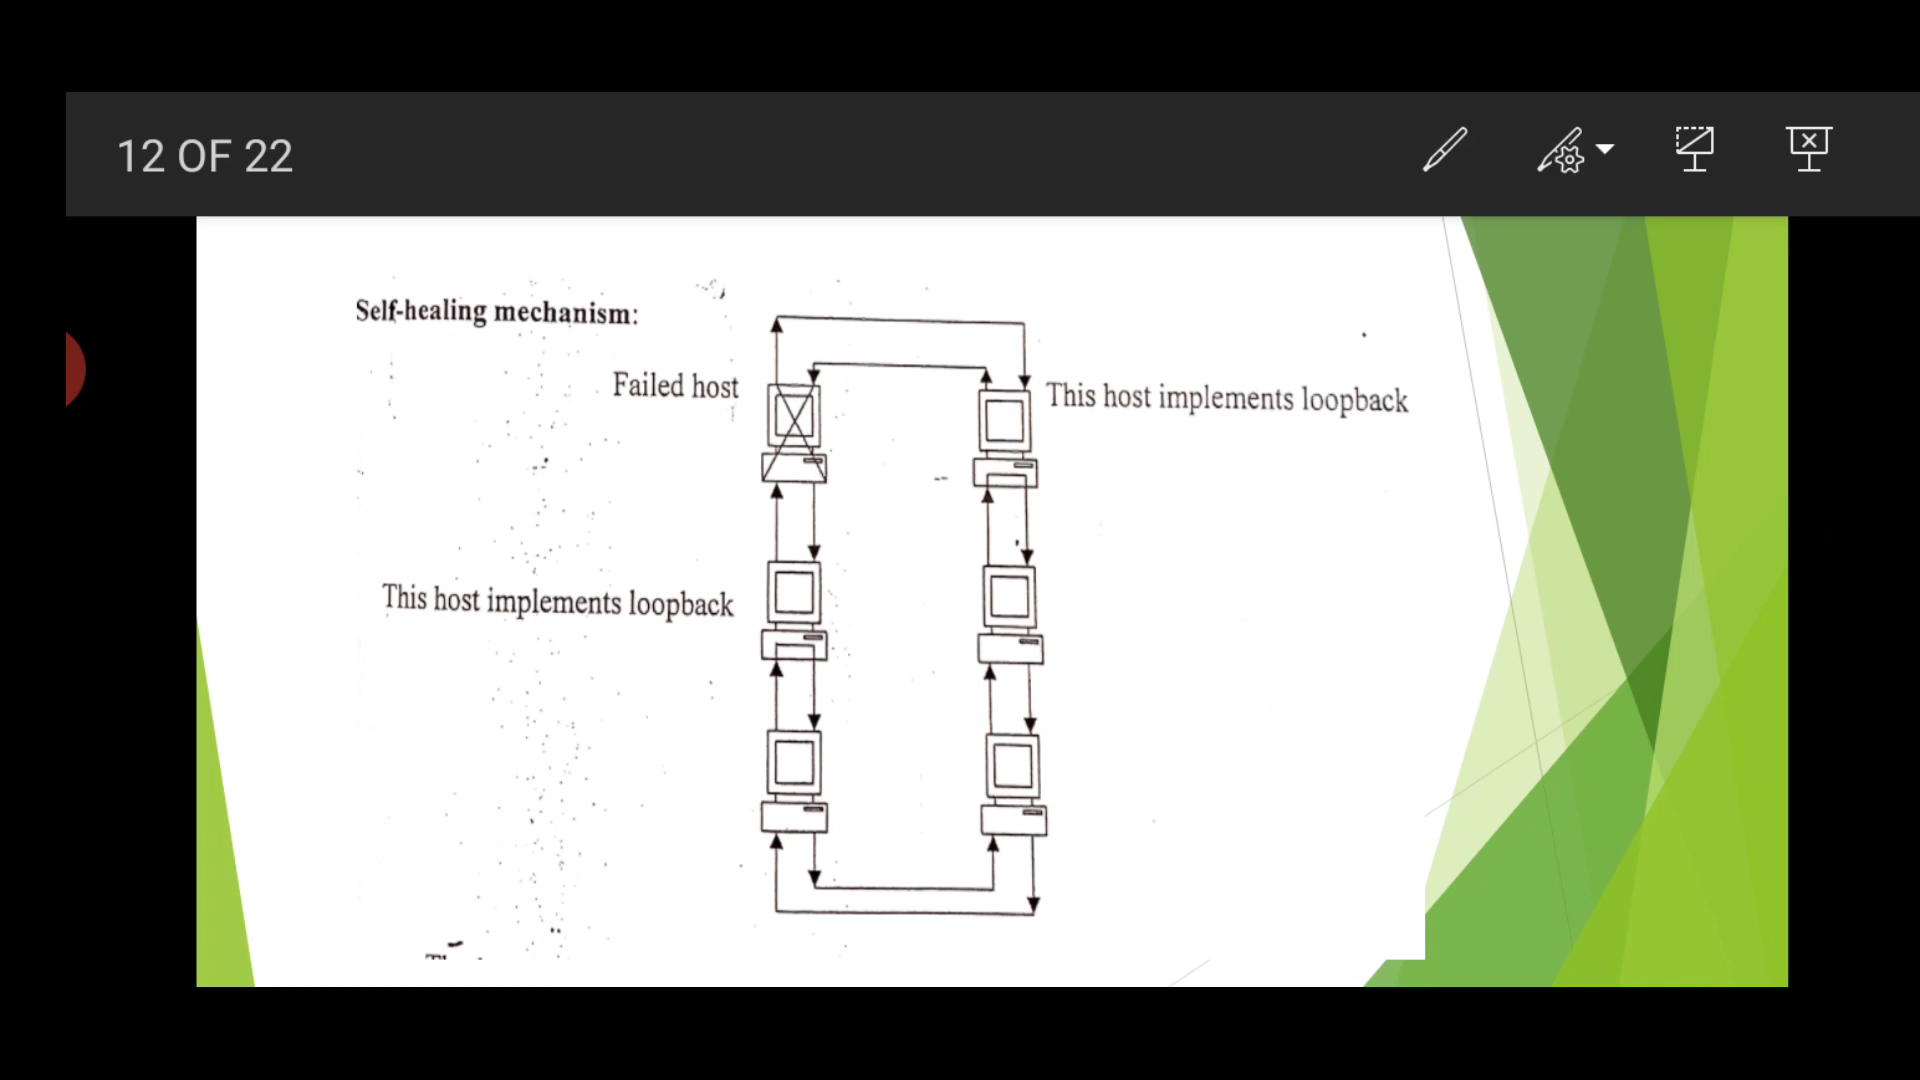 12 OF 22
Self-healing mechanism:
Failed host
This host implements loopback
This host implements loopback